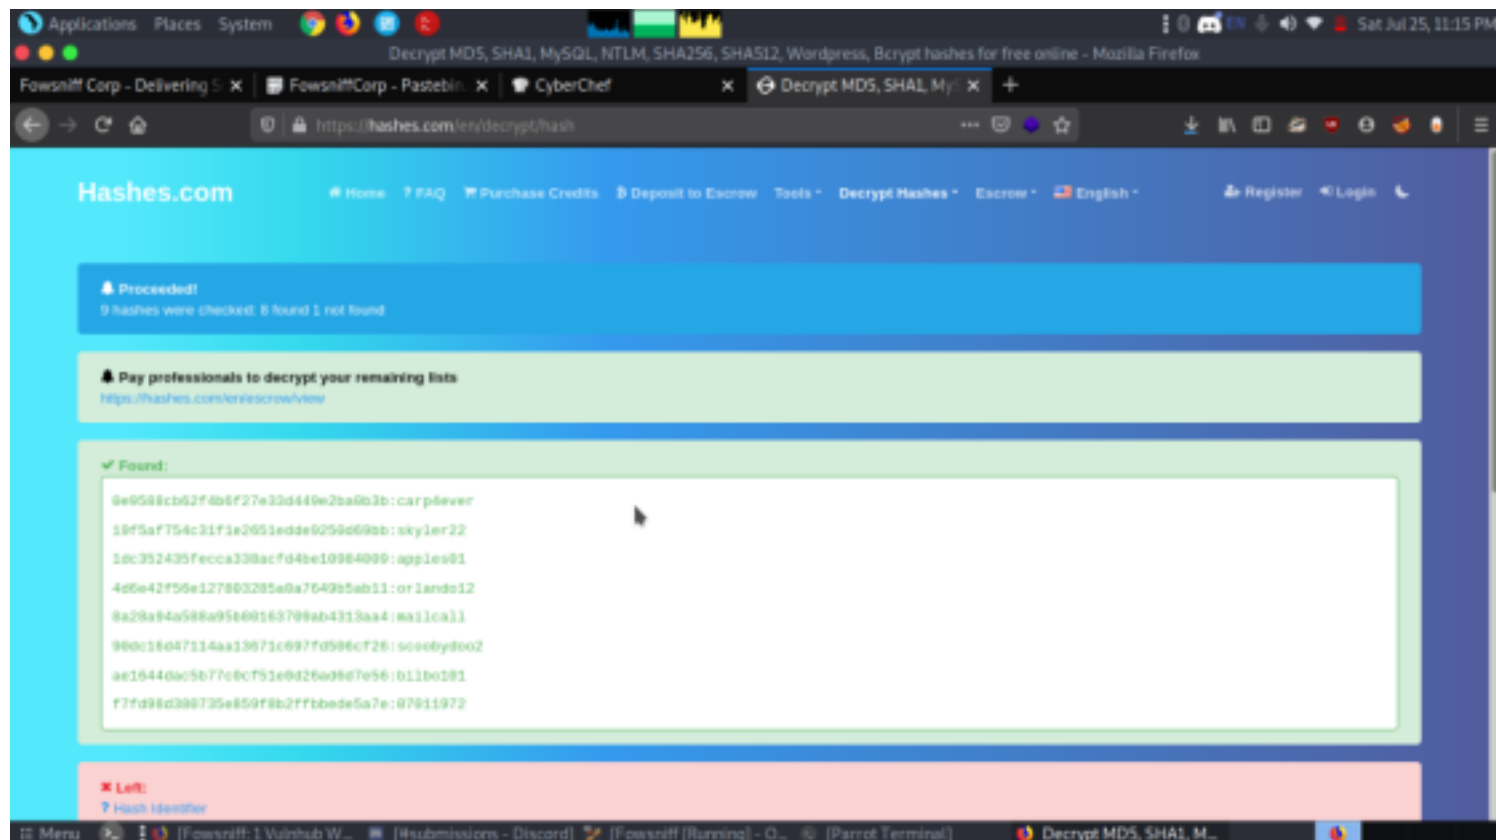 Applications Places System
EN Sat Jul 25, 11:15 PM
Decrypt MD5, SHA1, MySQL, NTLM, SHA256, SHA512, Wordpress, Bcrypt hashes for free online - Mozilla Firefox
Fowsniff Corp - Delivering S
FowsniffCorp - Pastebin
CyberChef
Decrypt MD5, SHA1, MyS
https://hashes.com/en/decrypt/hash
Hashes.com
Home ? FAQ Purchase Credits Deposit to Escrow Tools Decrypt Hashes Escrow English Register Login
Proceeded!
9 hashes were checked: 8 found 1 not found
Pay professionals to decrypt your remaining lists
https://hashes.com/en/escrow/view
Found:
carp4ever
skyler22
apples01
orlando12
mailcall
scoobydoo2
bilbo101
07011972
Left:
? Hash Identifier
Menu [Fowsniff: 1 Vulnhub W... [#submissions - Discord] [Fowsniff [Running] - O... [Parrot Terminal] Decrypt MD5, SHA1, M...